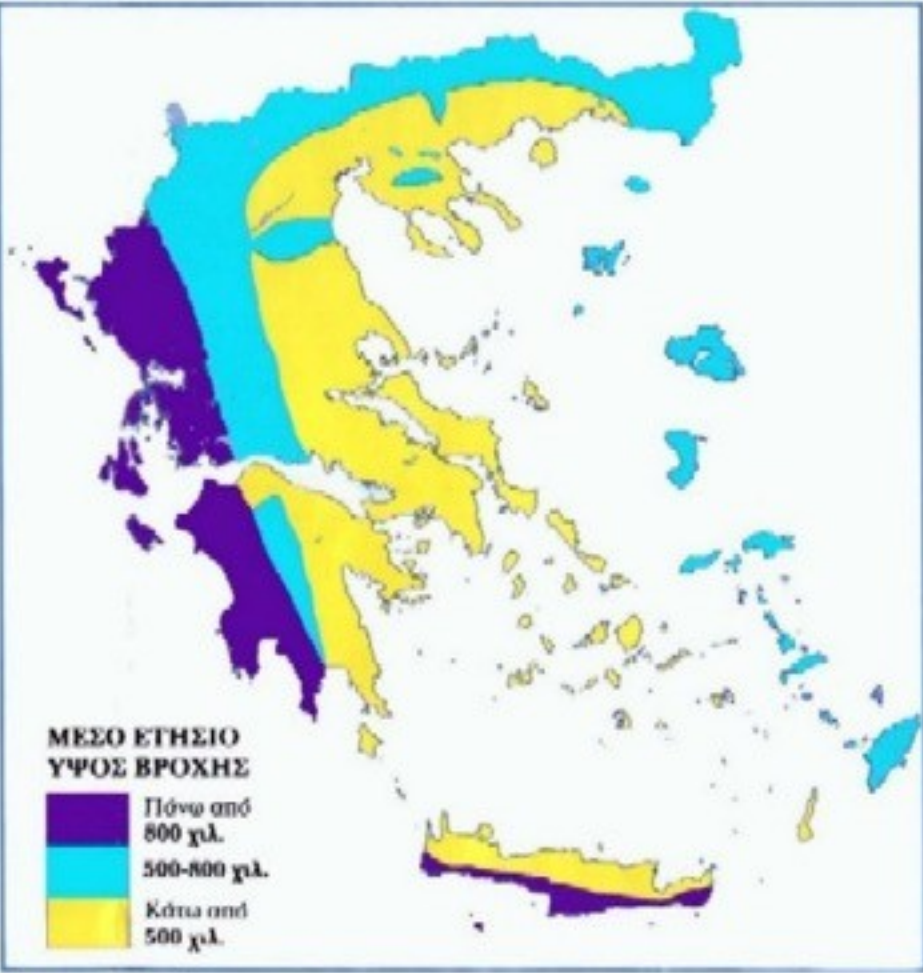 ΜΕΣΟ ΕΤΗΣΙΟ
ΥΨΟΣ ΒΡΟΧΗΣ
Πάνω από
800 χιλ.
500-800 χιλ.
Κάτω από
500 χιλ.